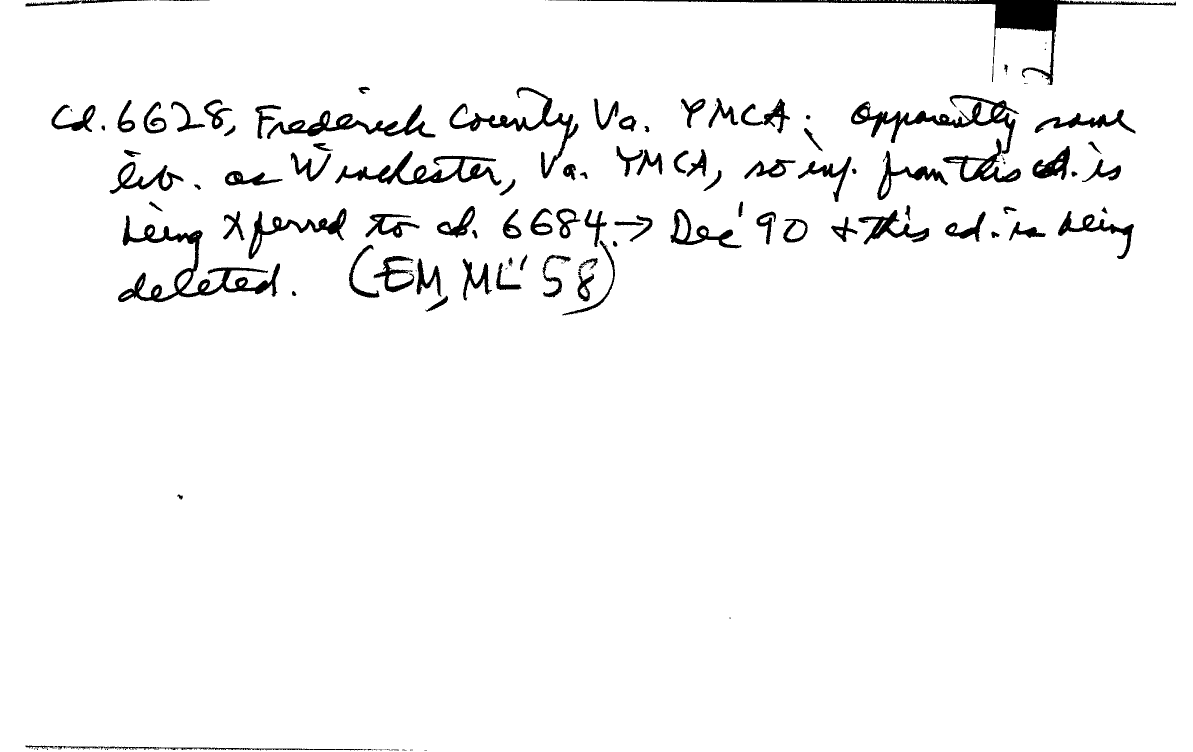 Cd. 6628, Frederick County, Va. YMCA: Apparently same
lib. as Winchester, Va. YMCA, so inf. from this cd. is
being Xferred to cd. 6684. → Dec '90 + this cd. is being
deleted. (EM, ML" 58)